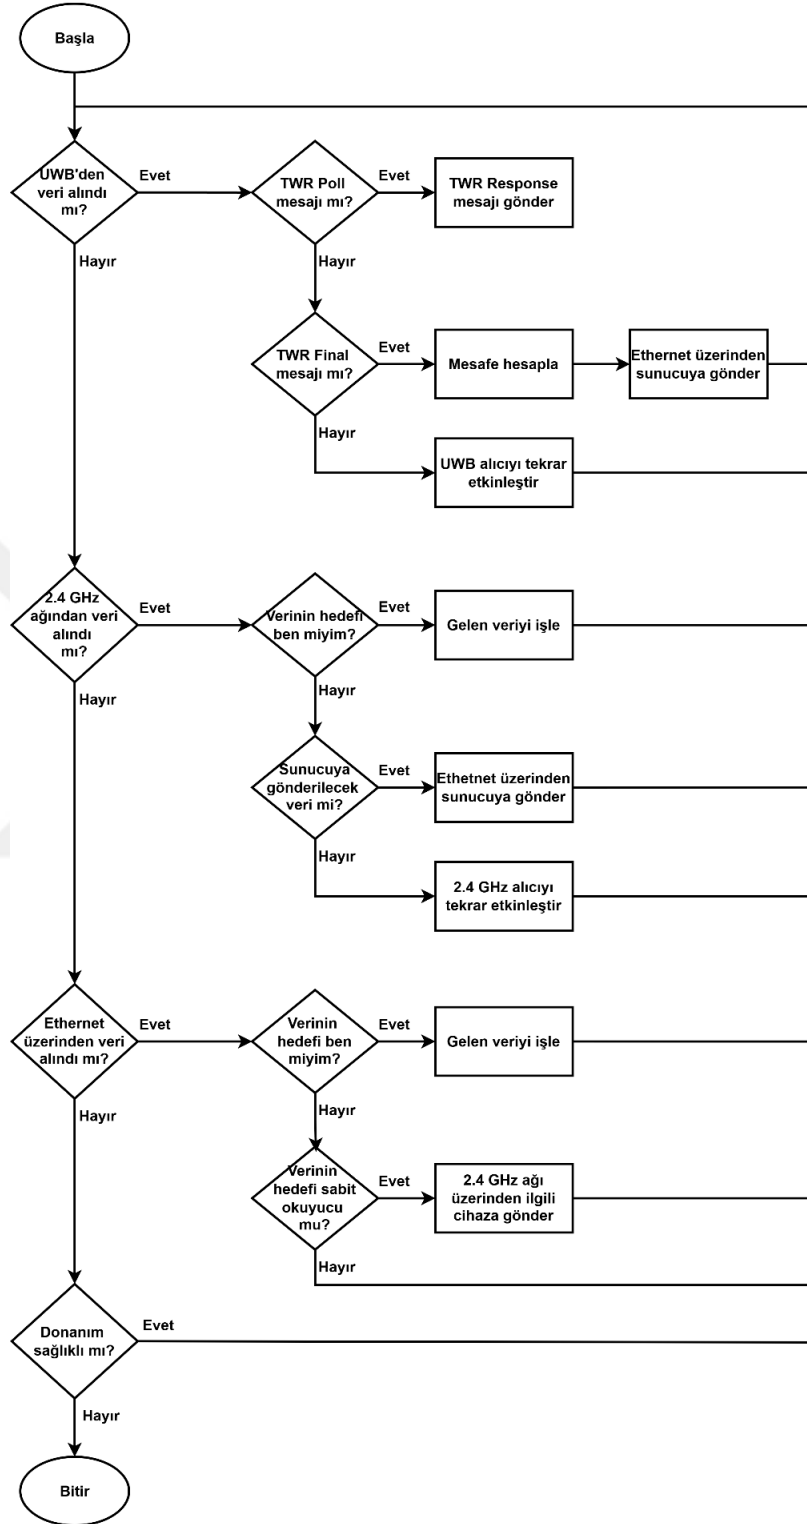 Başla
UWB'den
veri alındı
mı?
Evet
TWR Poll
mesajı mı?
Evet
TWR Response
mesajı gönder
Hayır
Hayır
TWR Final
mesajı mı?
Evet
Mesafe hesapla
Ethernet üzerinden
sunucuya gönder
Hayır
UWB alıcıyı tekrar
etkinleştir
2.4 GHz
ağından veri
alındı
mı?
Evet
Verinin hedefi
ben miyim?
Evet
Gelen veriyi işle
Hayır
Hayır
Sunucuya
gönderilecek
veri mi?
Evet
Ethetnet üzerinden
sunucuya gönder
Hayır
2.4 GHz alıcıyı
tekrar etkinleştir
Ethernet
üzerinden veri
alındı mı?
Evet
Verinin
hedefi ben
miyim?
Evet
Gelen veriyi işle
Hayır
Hayır
Verinin
hedefi sabit
okuyucu
mu?
Evet
2.4 GHz ağı
üzerinden ilgili
cihaza gönder
Hayır
Donanım
sağlıklı mı?
Evet
Hayır
Bitir